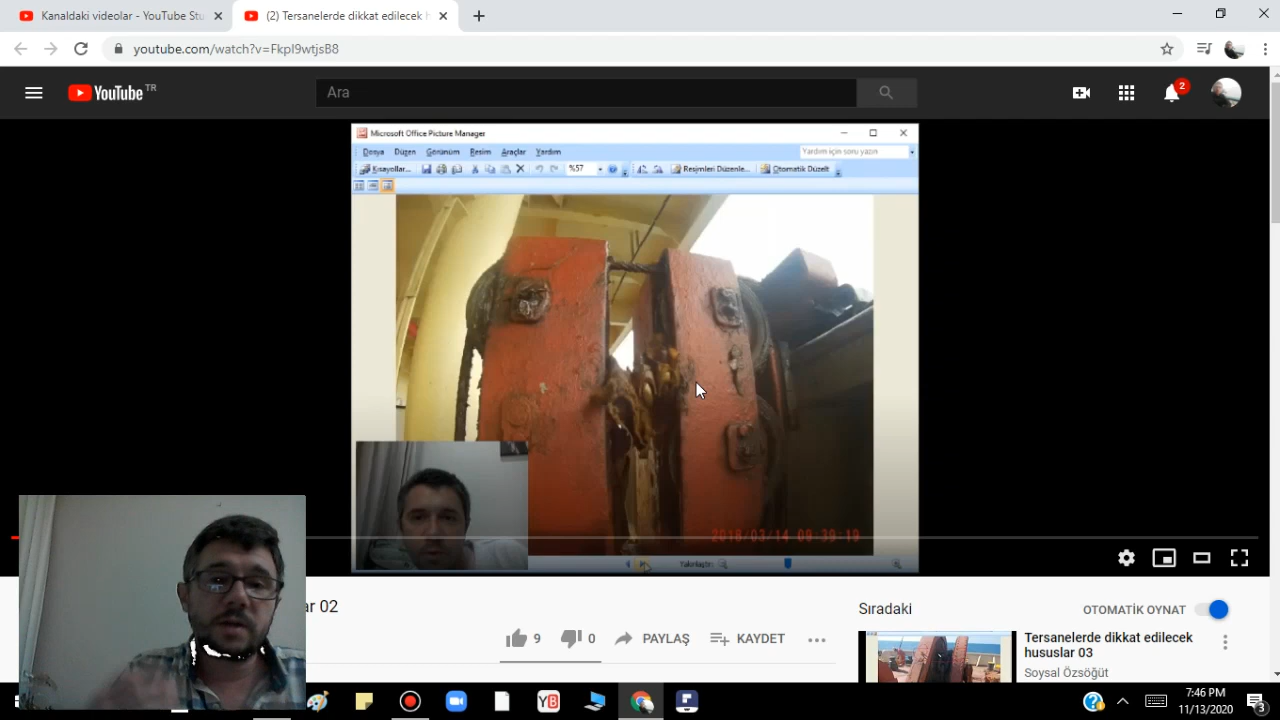 Kanaldaki videolar - YouTube Stu
(2) Tersanelerde dikkat edilecek h
youtube.com/watch?v=FkpI9wtjsB8
YouTube TR
Ara
2
Microsoft Office Picture Manager
Dosya Düzen Görünüm Resim Araçlar Yardım
Yardım için soru yazın
Kısayollar...
%57
Resimleri Düzenle...
Otomatik Düzelt
2018/03/14 09:39:19
Yakınlaştır:
ar 02
9
0
PAYLAŞ
KAYDET
Sıradaki
OTOMATİK OYNAT
Tersanelerde dikkat edilecek
hususlar 03
Soysal Özsöğüt
7:46 PM
11/13/2020
3